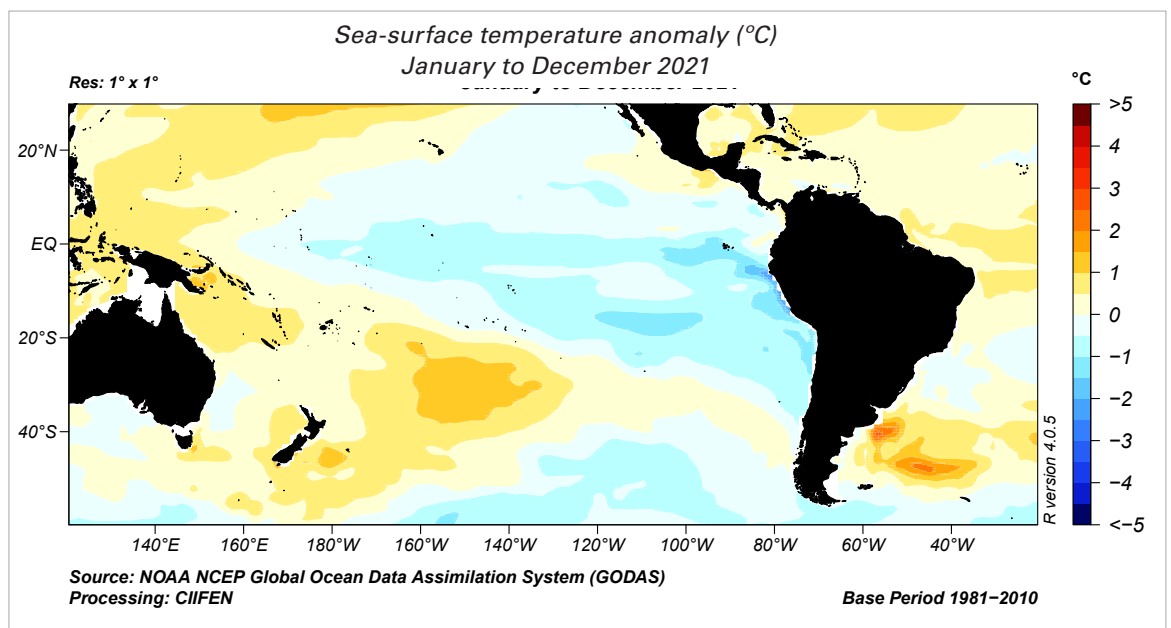 Sea-surface temperature anomaly (°C)
January to December 2021
Res: 1° x 1°
°C
>5
4
3
2
1
0
−1
−2
−3
−4
<−5
20°N
EQ
20°S
40°S
140°E 160°E 180°W 160°W 140°W 120°W 100°W 80°W 60°W 40°W
R version 4.0.5
Source: NOAA NCEP Global Ocean Data Assimilation System (GODAS)
Processing: CIIFEN
Base Period 1981−2010